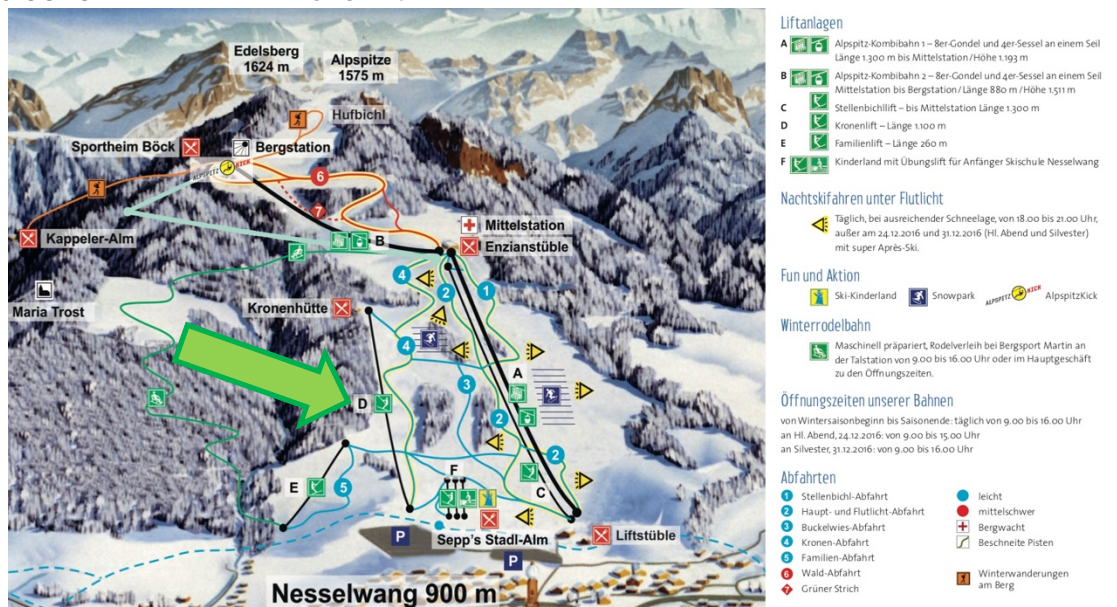 Edelsberg
1624 m
Alpspitze
1575 m
Hufbichl
Sportheim Böck
Bergstation
ALPSPITZ KICK
6
7
Kappeler-Alm
B
Mittelstation
Enzianstüble
Maria Trost
Kronenhütte
4
2
1
4
3
A
D
2
2
E
5
F
C
P
Sepp's Stadl-Alm
P
Liftstüble
Nesselwang 900 m
Liftanlagen
A Alpspitz-Kombibahn 1 – 8er-Gondel und 4er-Sessel an einem Seil
Länge 1.300 m bis Mittelstation/Höhe 1.193 m
B Alpspitz-Kombibahn 2 – 8er-Gondel und 4er-Sessel an einem Seil
Mittelstation bis Bergstation/Länge 880 m/Höhe 1.511 m
C Stellenbichllift – bis Mittelstation Länge 1.300 m
D Kronenlift – Länge 1.100 m
E Familienlift – Länge 260 m
F Kinderland mit Übungslift für Anfänger Skischule Nesselwang
Nachtskifahren unter Flutlicht
Täglich, bei ausreichender Schneelage, von 18.00 bis 21.00 Uhr,
außer am 24.12.2016 und 31.12.2016 (Hl. Abend und Silvester)
mit super Après-Ski.
Fun und Aktion
Ski-Kinderland Snowpark ALPSPITZ KICK AlpspitzKick
Winterrodelbahn
Maschinell präpariert, Rodelverleih bei Bergsport Martin an
der Talstation von 9.00 bis 16.00 Uhr oder im Hauptgeschäft
zu den Öffnungszeiten.
Öffnungszeiten unserer Bahnen
von Wintersaisonbeginn bis Saisonende: täglich von 9.00 bis 16.00 Uhr
an Hl. Abend, 24.12.2016: von 9.00 bis 15.00 Uhr
an Silvester, 31.12.2016: von 9.00 bis 16.00 Uhr
Abfahrten
1 Stellenbichl-Abfahrt
2 Haupt- und Flutlicht-Abfahrt
3 Buckelwies-Abfahrt
4 Kronen-Abfahrt
5 Familien-Abfahrt
6 Wald-Abfahrt
7 Grüner Strich
leicht
mittelschwer
Bergwacht
Beschneite Pisten
Winterwanderungen
am Berg